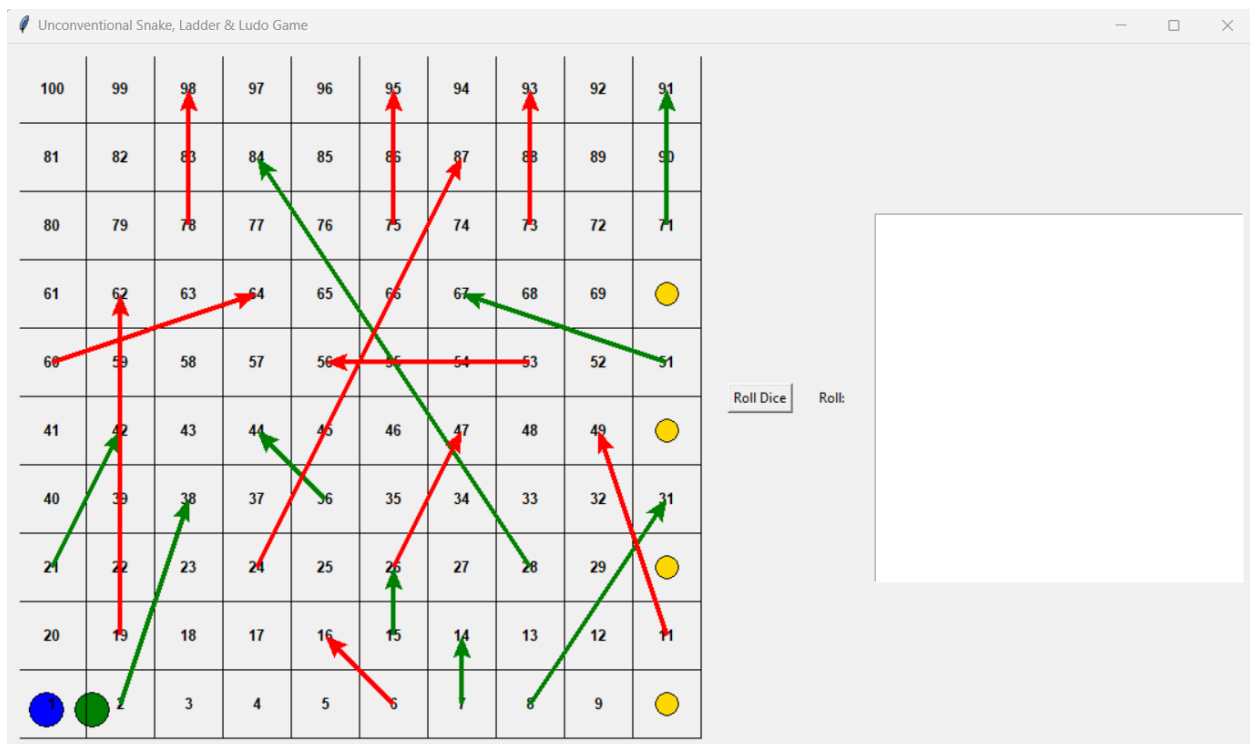 Unconventional Snake, Ladder & Ludo Game
100 99 98 97 96 95 94 93 92 91
81 82 83 84 85 86 87 88 89 90
80 79 78 77 76 75 74 73 72 71
61 62 63 64 65 66 67 68 69
60 59 58 57 56 55 54 53 52 51
Roll Dice Roll:
41 42 43 44 45 46 47 48 49
40 39 38 37 36 35 34 33 32 31
21 22 23 24 25 26 27 28 29
20 19 18 17 16 15 14 13 12 11
1 2 3 4 5 6 7 8 9